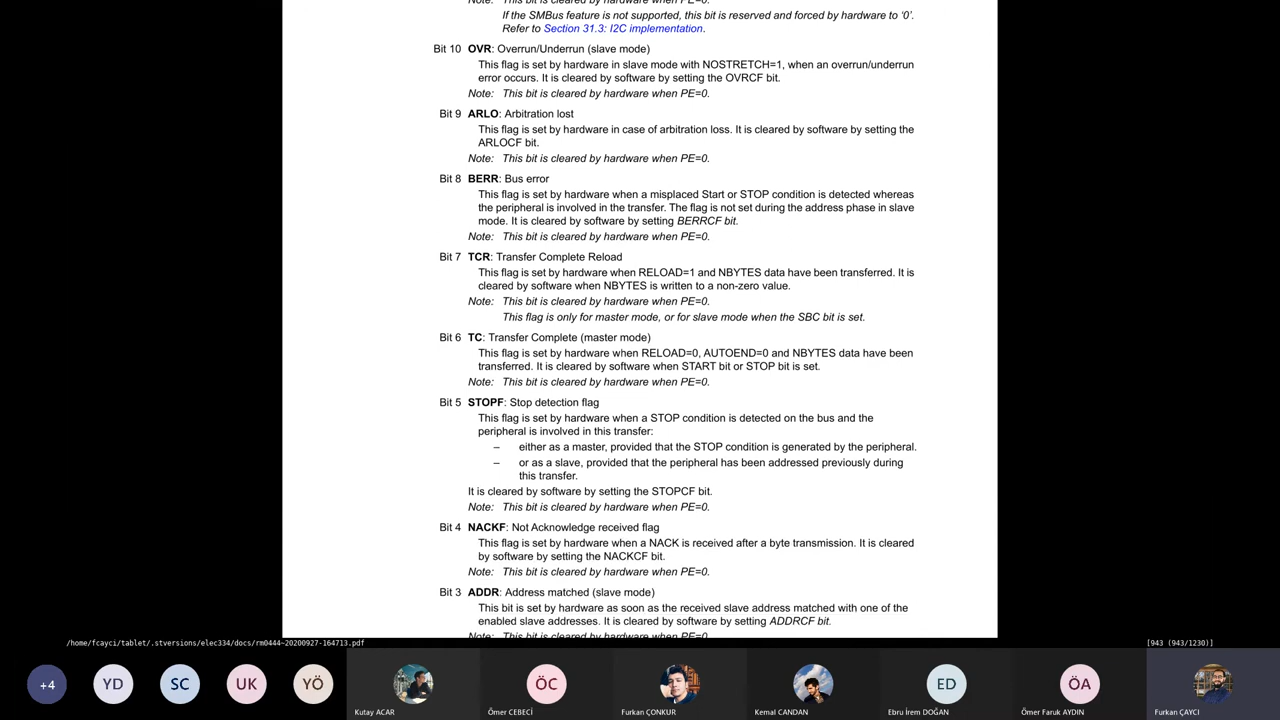 Note: This bit is cleared by hardware when PE=0.
If the SMBus feature is not supported, this bit is reserved and forced by hardware to ‘0’.
Refer to Section 31.3: I2C implementation.
Bit 10 OVR: Overrun/Underrun (slave mode)
This flag is set by hardware in slave mode with NOSTRETCH=1, when an overrun/underrun
error occurs. It is cleared by software by setting the OVRCF bit.
Note: This bit is cleared by hardware when PE=0.
Bit 9 ARLO: Arbitration lost
This flag is set by hardware in case of arbitration loss. It is cleared by software by setting the
ARLOCF bit.
Note: This bit is cleared by hardware when PE=0.
Bit 8 BERR: Bus error
This flag is set by hardware when a misplaced Start or STOP condition is detected whereas
the peripheral is involved in the transfer. The flag is not set during the address phase in slave
mode. It is cleared by software by setting BERRCF bit.
Note: This bit is cleared by hardware when PE=0.
Bit 7 TCR: Transfer Complete Reload
This flag is set by hardware when RELOAD=1 and NBYTES data have been transferred. It is
cleared by software when NBYTES is written to a non-zero value.
Note: This bit is cleared by hardware when PE=0.
This flag is only for master mode, or for slave mode when the SBC bit is set.
Bit 6 TC: Transfer Complete (master mode)
This flag is set by hardware when RELOAD=0, AUTOEND=0 and NBYTES data have been
transferred. It is cleared by software when START bit or STOP bit is set.
Note: This bit is cleared by hardware when PE=0.
Bit 5 STOPF: Stop detection flag
This flag is set by hardware when a STOP condition is detected on the bus and the
peripheral is involved in this transfer:
– either as a master, provided that the STOP condition is generated by the peripheral.
– or as a slave, provided that the peripheral has been addressed previously during
this transfer.
It is cleared by software by setting the STOPCF bit.
Note: This bit is cleared by hardware when PE=0.
Bit 4 NACKF: Not Acknowledge received flag
This flag is set by hardware when a NACK is received after a byte transmission. It is cleared
by software by setting the NACKCF bit.
Note: This bit is cleared by hardware when PE=0.
Bit 3 ADDR: Address matched (slave mode)
This bit is set by hardware as soon as the received slave address matched with one of the
enabled slave addresses. It is cleared by software by setting ADDRCF bit.
Note: This bit is cleared by hardware when PE=0.
/home/fcayci/tablet/.stversions/elec334/docs/rm0444~20200927-164713.pdf [943 (943/1230)]
+4 YD SC UK YÖ ÖC ED ÖA
Kutay ACAR Ömer CEBECİ Furkan ÇONKUR Kemal CANDAN Ebru İrem DOĞAN Ömer Faruk AYDIN Furkan ÇAYCI